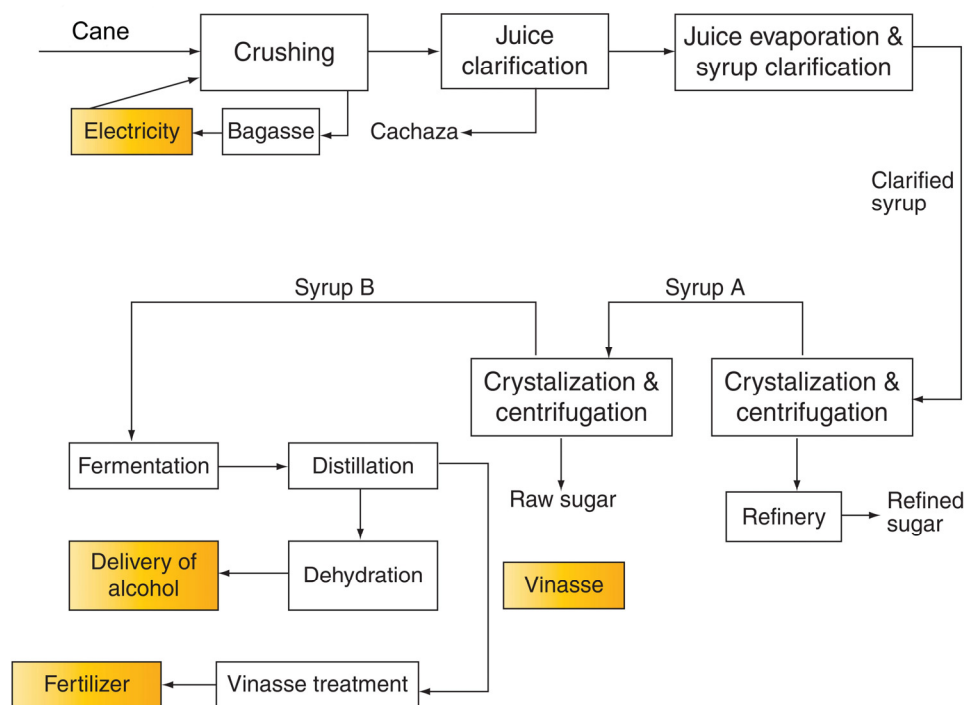 Cane
Crushing
Juice
clarification
Juice evaporation &
syrup clarification
Electricity
Bagasse
Cachaza
Clarified
syrup
Syrup B
Syrup A
Crystalization &
centrifugation
Crystalization &
centrifugation
Fermentation
Distillation
Raw sugar
Refinery
Refined
sugar
Delivery of
alcohol
Dehydration
Vinasse
Fertilizer
Vinasse treatment